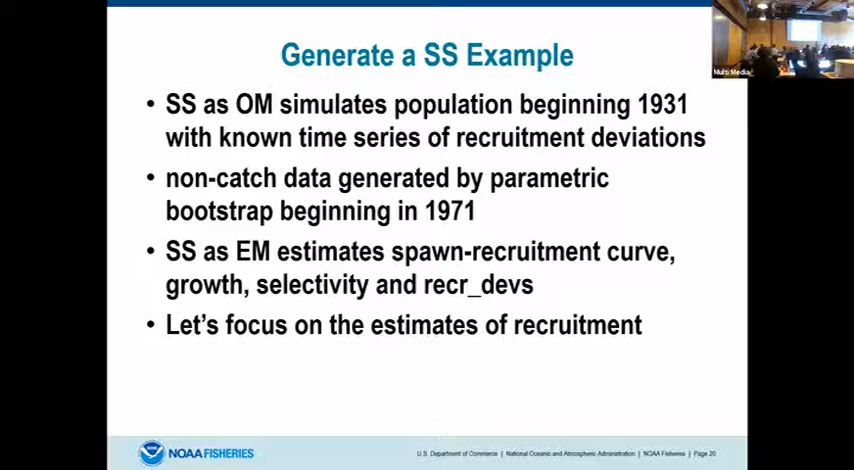 Generate a SS Example
• SS as OM simulates population beginning 1931
with known time series of recruitment deviations
• non-catch data generated by parametric
bootstrap beginning in 1971
• SS as EM estimates spawn-recruitment curve,
growth, selectivity and recr_devs
• Let's focus on the estimates of recruitment
Multi Media
NOAA FISHERIES
U.S. Department of Commerce | National Oceanic and Atmospheric Administration | NOAA Fisheries | Page 20